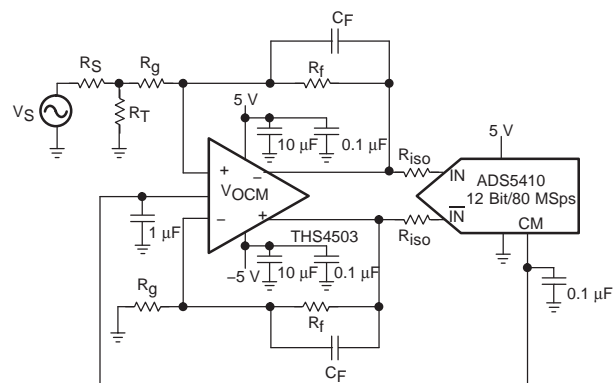 CF
RS
Rg
Rf
VS
RT
5 V
10 µF
0.1 µF
5 V
Riso
IN
ADS5410
12 Bit/80 MSps
IN
CM
+
−
VOCM
−
+
Riso
1 µF
THS4503
−5 V
10 µF
0.1 µF
0.1 µF
Rg
Rf
CF